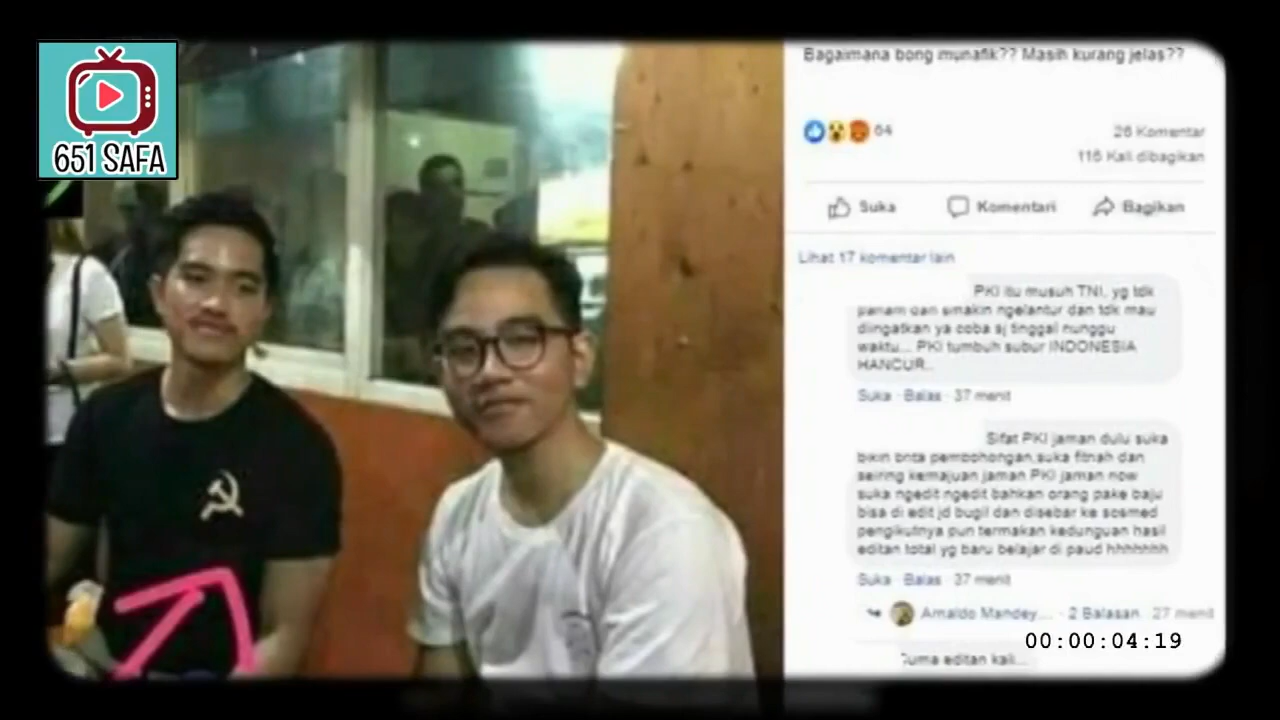 651 SAFA
Bagaimana bong munafik?? Masih kurang jelas??
64
26 Komentar
116 Kali dibagikan
Suka
Komentari
Bagikan
Lihat 17 komentar lain
PKI itu musuh TNI, yg tdk
paham dan smakin ngelantur dan tdk mau
diingatkan ya coba sj tinggal nunggu
waktu... PKI tumbuh subur INDONESIA
HANCUR..
Suka · Balas · 37 menit
Sifat PKI jaman dulu suka
bikin brita pembohongan,suka fitnah dan
seiring kemajuan jaman PKI jaman now
suka ngedit ngedit bahkan orang pake baju
bisa di edit jd bugil dan disebar ke sosmed
pengikutnya pun termakan kedunguan hasil
editan total yg baru belajar di paud hhhhhhh
Suka · Balas · 37 menit
Arnaldo Mandey... · 2 Balasan · 27 menit
00:00:04:19
Cuma editan kali...